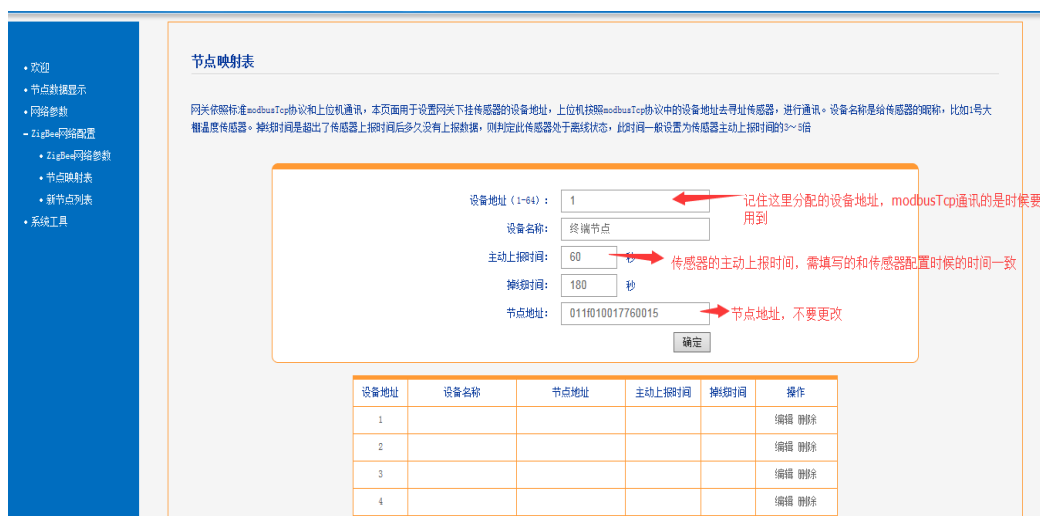 • 欢迎
• 节点数据显示
• 网络参数
- ZigBee网络配置
• ZigBee网络参数
• 节点映射表
• 新节点列表
• 系统工具
节点映射表
网关依照标准modbusTcp协议和上位机通讯，本页面用于设置网关下挂传感器的设备地址，上位机按照modbusTcp协议中的设备地址去寻址传感器，进行通讯。设备名称是给传感器的昵称，比如1号大
棚温度传感器。掉线时间是超出了传感器上报时间后多久没有上报数据，则判定此传感器处于离线状态，此时间一般设置为传感器主动上报时间的3～5倍
设备地址（1-64）： 1
记住这里分配的设备地址，modbusTcp通讯的是时候要
用到
设备名称： 终端节点
主动上报时间： 60 秒
传感器的主动上报时间，需填写的和传感器配置时候的时间一致
掉线时间： 180 秒
节点地址： 011f010017760015
节点地址，不要更改
确定
设备地址 设备名称 节点地址 主动上报时间 掉线时间 操作
1 编辑 删除
2 编辑 删除
3 编辑 删除
4 编辑 删除